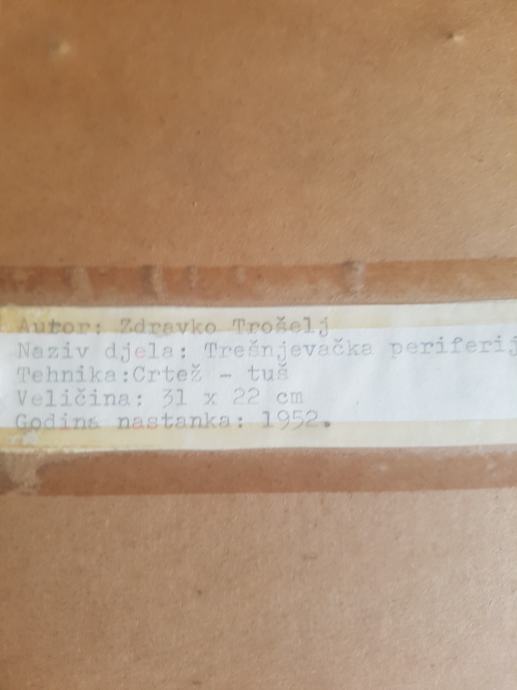 Autor: Zdravko Trošelj
Naziv djela: Trešnjevačka periferij
Tehnika:Crtež - tuš
Veličina: 31 x 22 cm
Godina nastanka: 1952.